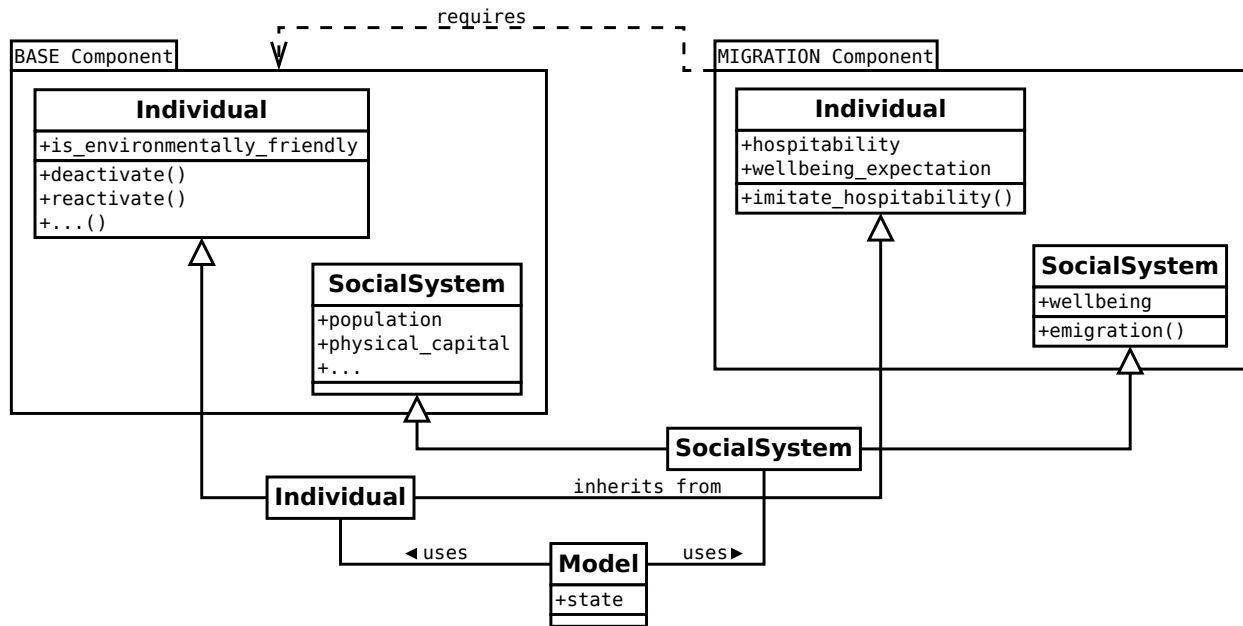 requires
BASE Component
Individual
+is_environmentally_friendly
+deactivate()
+reactivate()
+...()
SocialSystem
+population
+physical_capital
+...
MIGRATION Component
Individual
+hospitability
+wellbeing_expectation
+imitate_hospitability()
SocialSystem
+wellbeing
+emigration()
SocialSystem
Individual
inherits from
◀ uses
uses▶
Model
+state